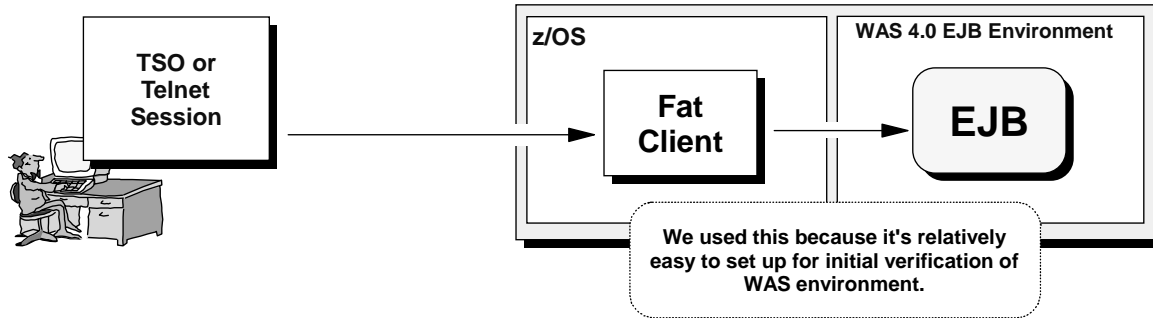 TSO or
Telnet
Session
z/OS
Fat
Client
WAS 4.0 EJB Environment
EJB
We used this because it's relatively
easy to set up for initial verification of
WAS environment.